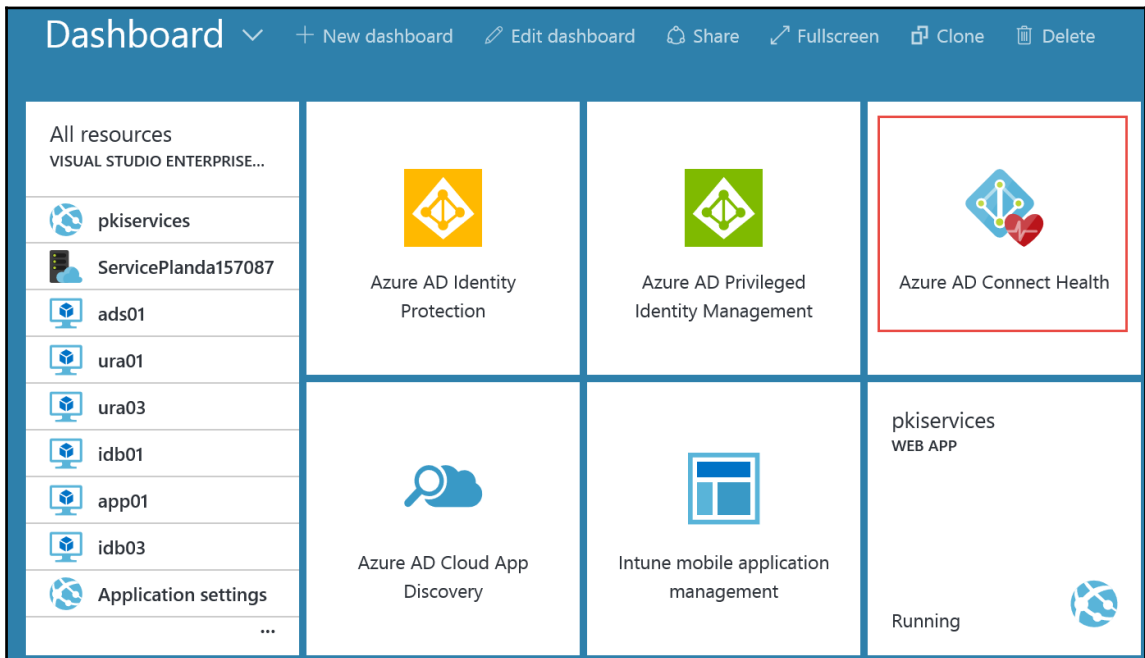 Dashboard
New dashboard
Edit dashboard
Share
Fullscreen
Clone
Delete
All resources
VISUAL STUDIO ENTERPRISE...
pkiservices
ServicePlanda157087
ads01
ura01
ura03
idb01
app01
idb03
Application settings
...
Azure AD Identity
Protection
Azure AD Privileged
Identity Management
Azure AD Connect Health
Azure AD Cloud App
Discovery
Intune mobile application
management
pkiservices
WEB APP
Running